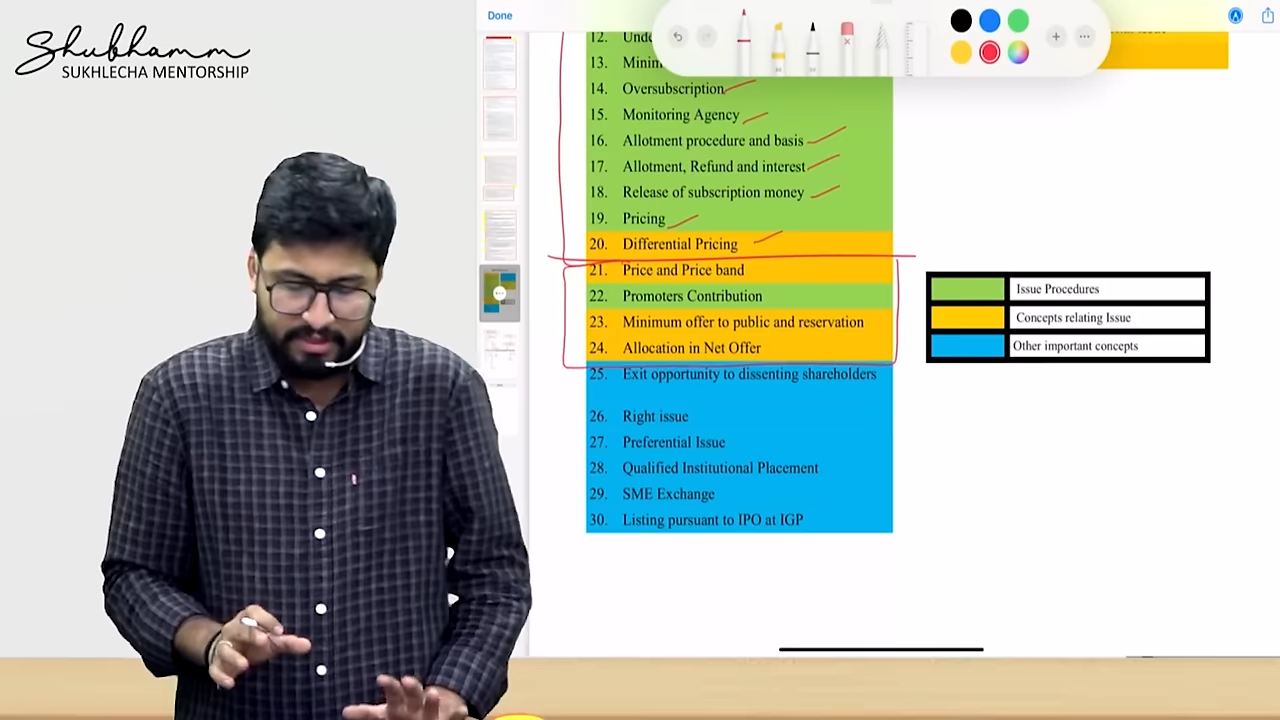 Shubhamm
SUKHLECHA MENTORSHIP
Done
12. Unde
13. Minim
14. Oversubscription
15. Monitoring Agency
16. Allotment procedure and basis
17. Allotment, Refund and interest
18. Release of subscription money
19. Pricing
20. Differential Pricing
21. Price and Price band
22. Promoters Contribution
23. Minimum offer to public and reservation
24. Allocation in Net Offer
25. Exit opportunity to dissenting shareholders
26. Right issue
27. Preferential Issue
28. Qualified Institutional Placement
29. SME Exchange
30. Listing pursuant to IPO at IGP
Issue Procedures
Concepts relating Issue
Other important concepts